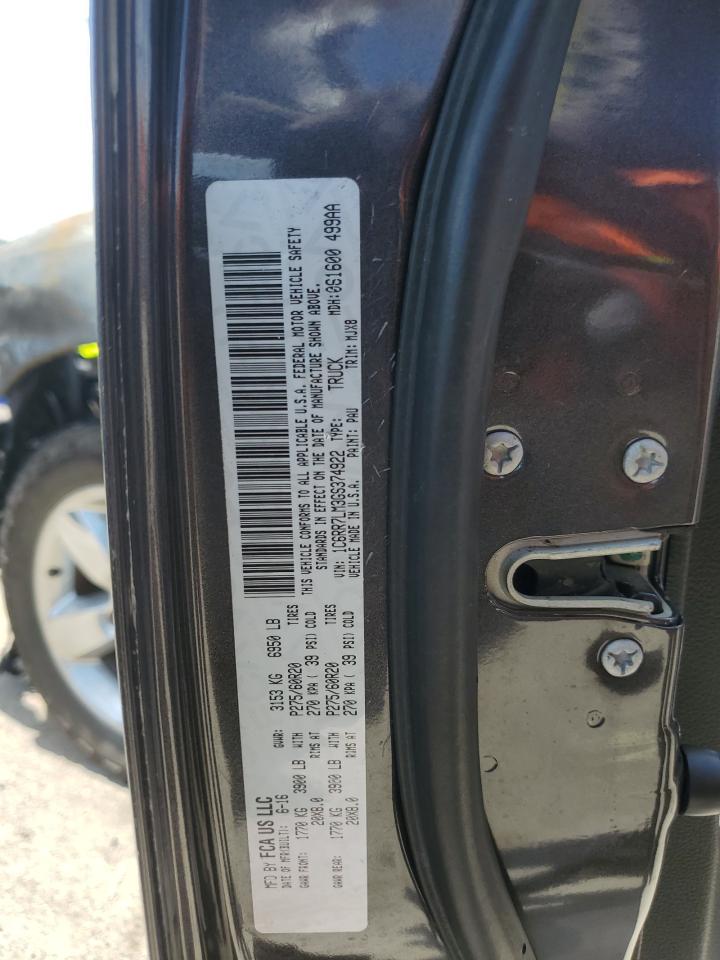 MFD BY FCA US LLC
DATE OF MFR(BUILT): 6-16 GVWR: 3153 KG 6950 LB
GAWR FRONT: 1770 KG 3900 LB WITH P275/60R20 TIRES
20X8.0 RIMS AT 270 KPA ( 39 PSI) COLD
GAWR REAR: 1770 KG 3900 LB WITH P275/60R20 TIRES
20X8.0 RIMS AT 270 KPA ( 39 PSI) COLD
THIS VEHICLE CONFORMS TO ALL APPLICABLE U.S.A. FEDERAL MOTOR VEHICLE SAFETY
STANDARDS IN EFFECT ON THE DATE OF MANUFACTURE SHOWN ABOVE.
VIN: 1C6RR7LM3GS374922 TYPE: TRUCK MDH:051600 499AA
VEHICLE MADE IN U.S.A. PAINT: PAU TRIM: MJX8